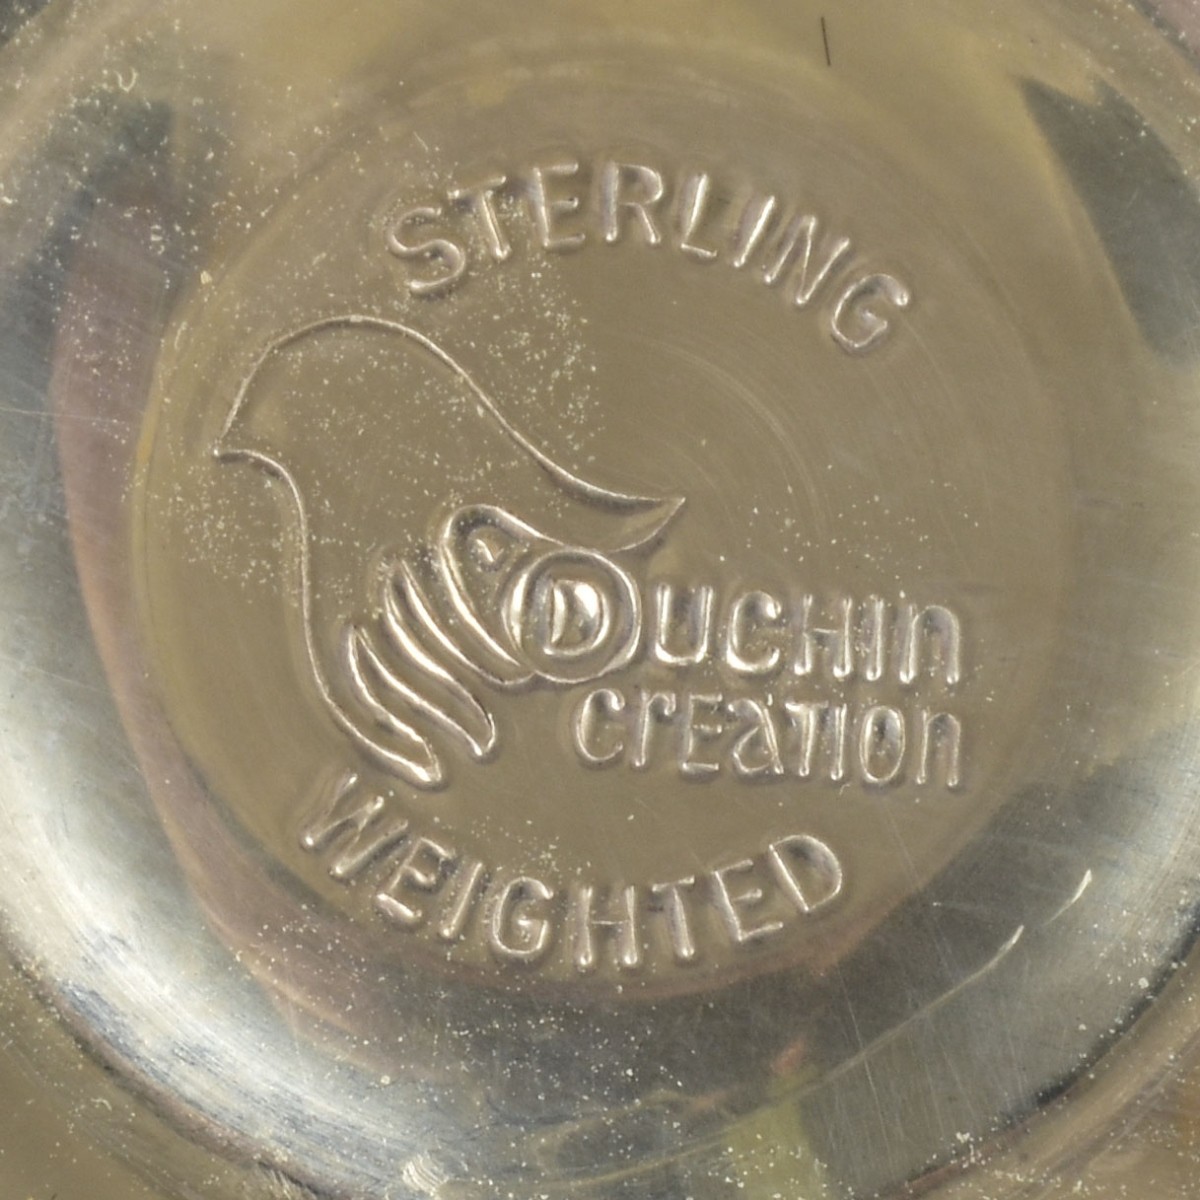 STERLING
DUCHIN
CREATION
WEIGHTED